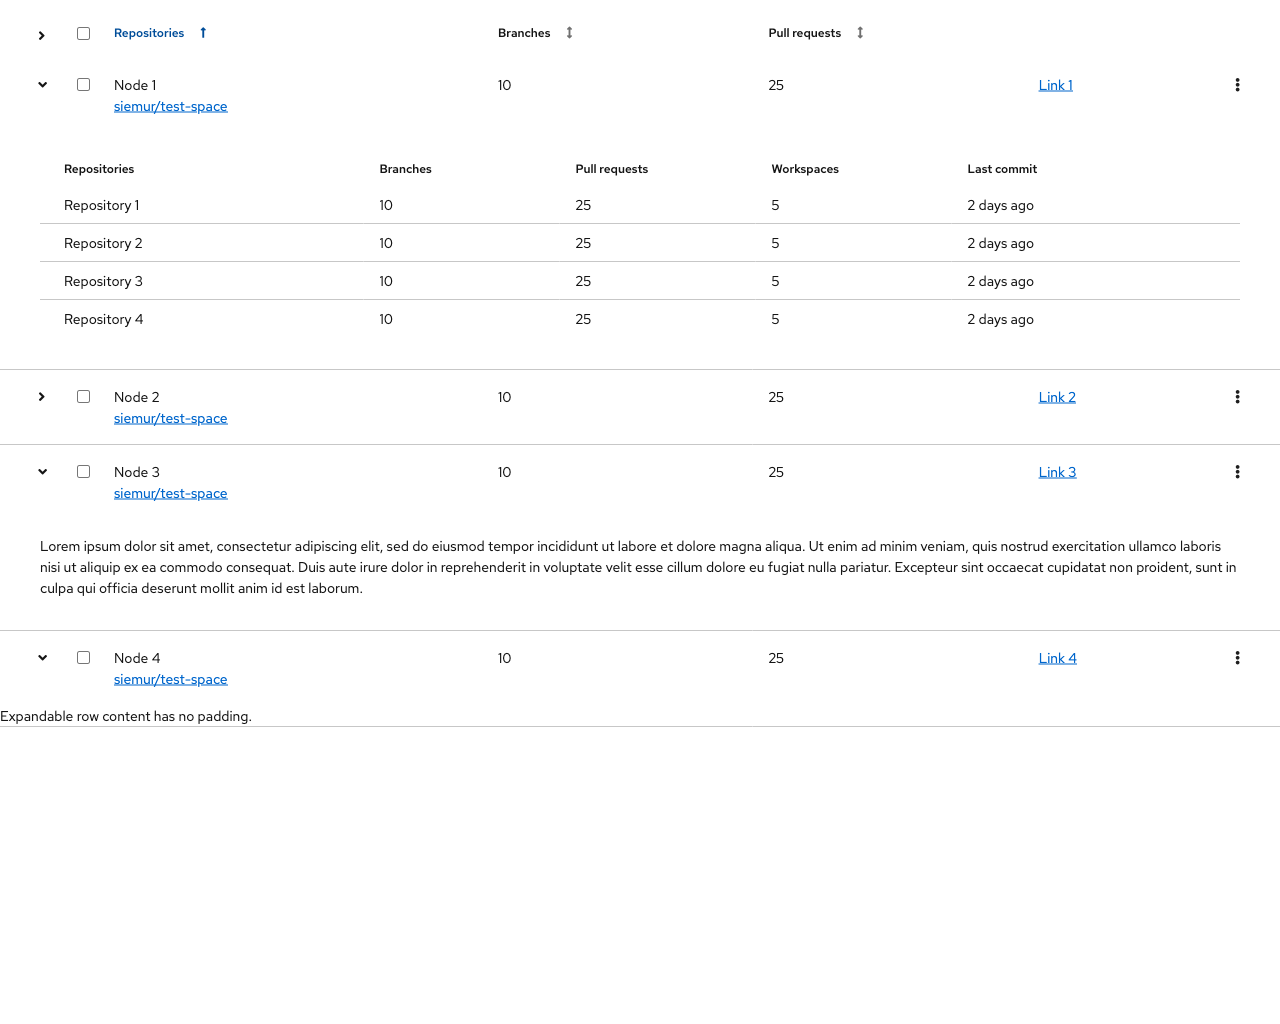 Repositories Branches Pull requests
Node 1 10 25 Link 1
siemur/test-space
Repositories Branches Pull requests Workspaces Last commit
Repository 1 10 25 5 2 days ago
Repository 2 10 25 5 2 days ago
Repository 3 10 25 5 2 days ago
Repository 4 10 25 5 2 days ago
Node 2 10 25 Link 2
siemur/test-space
Node 3 10 25 Link 3
siemur/test-space
Lorem ipsum dolor sit amet, consectetur adipiscing elit, sed do eiusmod tempor incididunt ut labore et dolore magna aliqua. Ut enim ad minim veniam, quis nostrud exercitation ullamco laboris
nisi ut aliquip ex ea commodo consequat. Duis aute irure dolor in reprehenderit in voluptate velit esse cillum dolore eu fugiat nulla pariatur. Excepteur sint occaecat cupidatat non proident, sunt in
culpa qui officia deserunt mollit anim id est laborum.
Node 4 10 25 Link 4
siemur/test-space
Expandable row content has no padding.